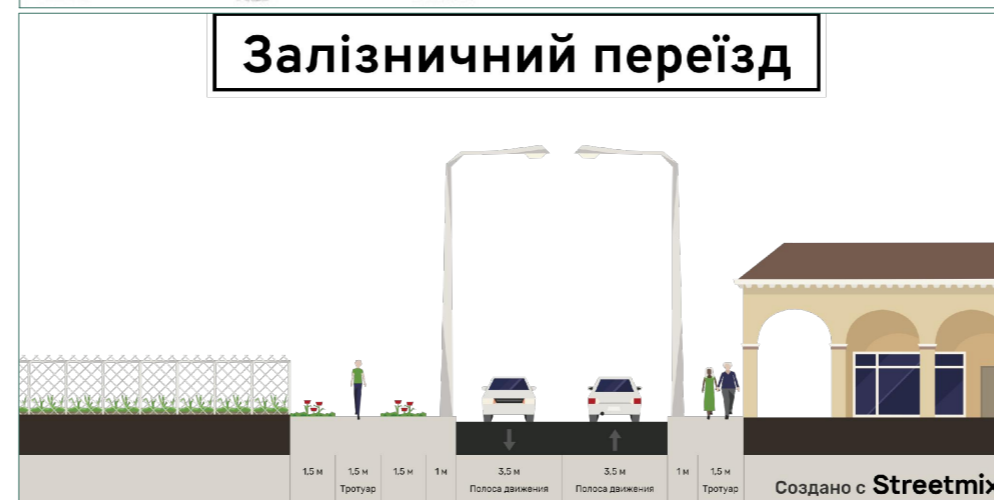 Залізничний переїзд
1,5 м 1,5 м 1,5 м 1 м 3,5 м 3,5 м 1 м 1,5 м
Тротуар Полоса движения Полоса движения Тротуар
Создано с Streetmix